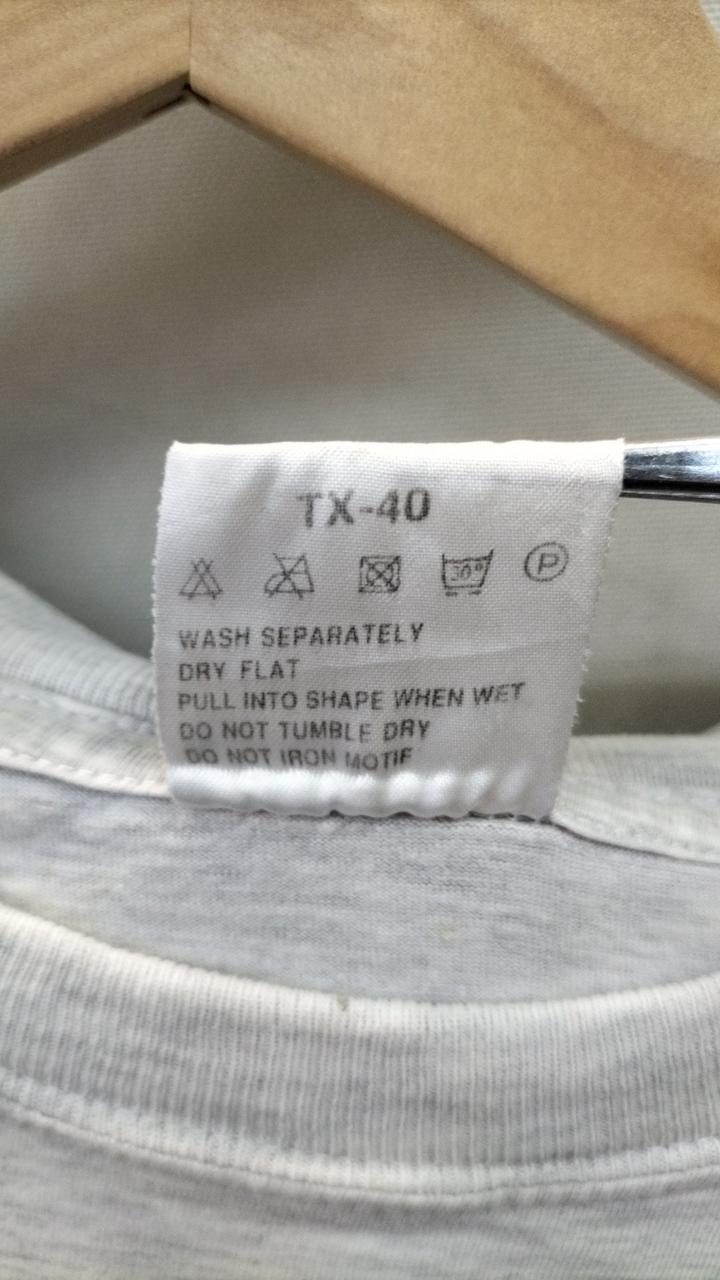 TX-40
30° P
WASH SEPARATELY
DRY FLAT
PULL INTO SHAPE WHEN WET
DO NOT TUMBLE DRY
DO NOT IRON MOTIF